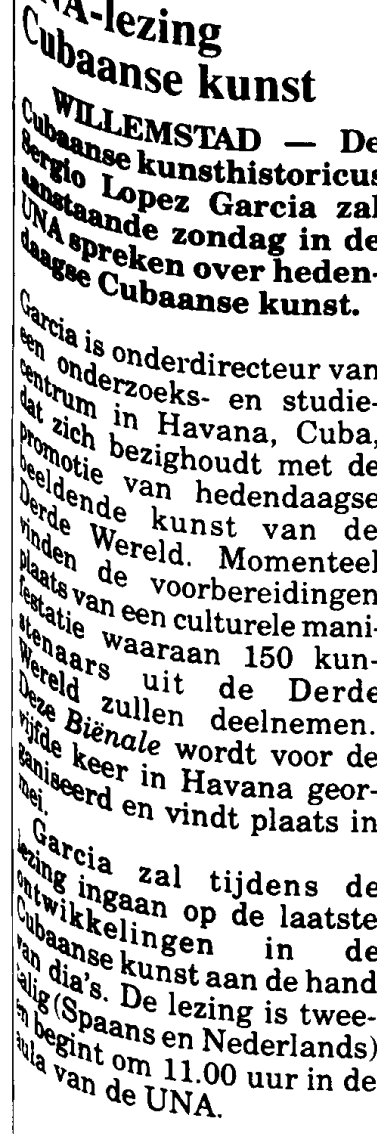 UNA-lezing
Cubaanse kunst
WILLEMSTAD — De
Cubaanse kunsthistoricus
Sergio Lopez Garcia zal
aanstaande zondag in de
UNA spreken over heden-
daagse Cubaanse kunst.
Garcia is onderdirecteur van
een onderzoeks- en studie-
centrum in Havana, Cuba,
dat zich bezighoudt met de
promotie van hedendaagse
beeldende kunst van de
Derde Wereld. Momenteel
vinden de voorbereidingen
plaats van een culturele mani-
festatie waaraan 150 kun-
stenaars uit de Derde
Wereld zullen deelnemen.
Deze Biënale wordt voor de
vijfde keer in Havana geor-
ganiseerd en vindt plaats in
mei.
Garcia zal tijdens de
lezing ingaan op de laatste
ontwikkelingen in de
Cubaanse kunst aan de hand
van dia's. De lezing is twee-
talig (Spaans en Nederlands)
en begint om 11.00 uur in de
aula van de UNA.